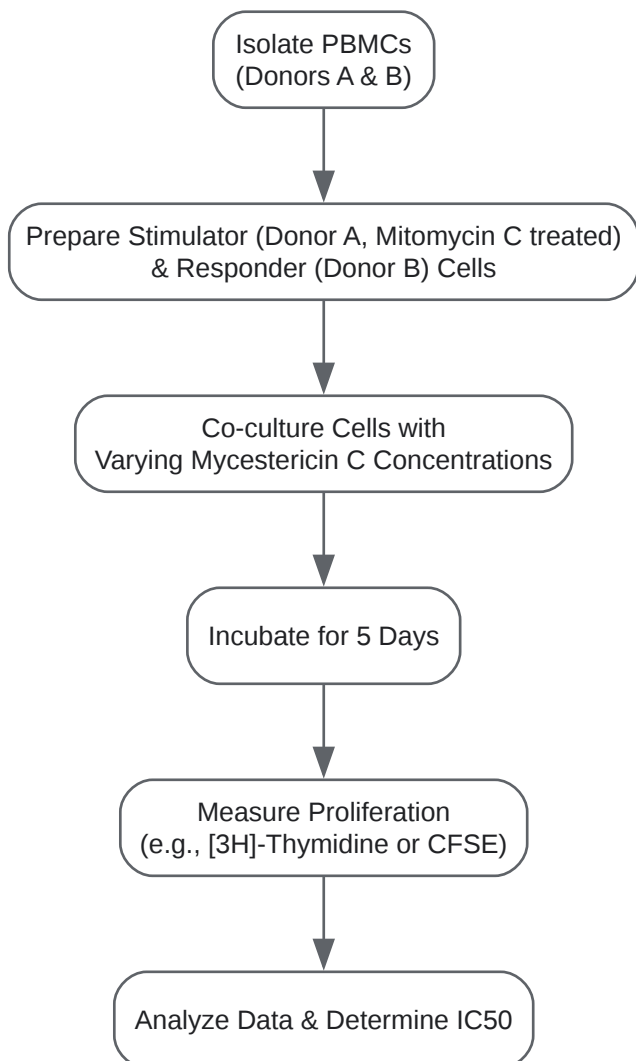 Isolate PBMCs
(Donors A & B)
Prepare Stimulator (Donor A, Mitomycin C treated)
& Responder (Donor B) Cells
Co-culture Cells with
Varying Mycestericin C Concentrations
Incubate for 5 Days
Measure Proliferation
(e.g., [3H]-Thymidine or CFSE)
Analyze Data & Determine IC50